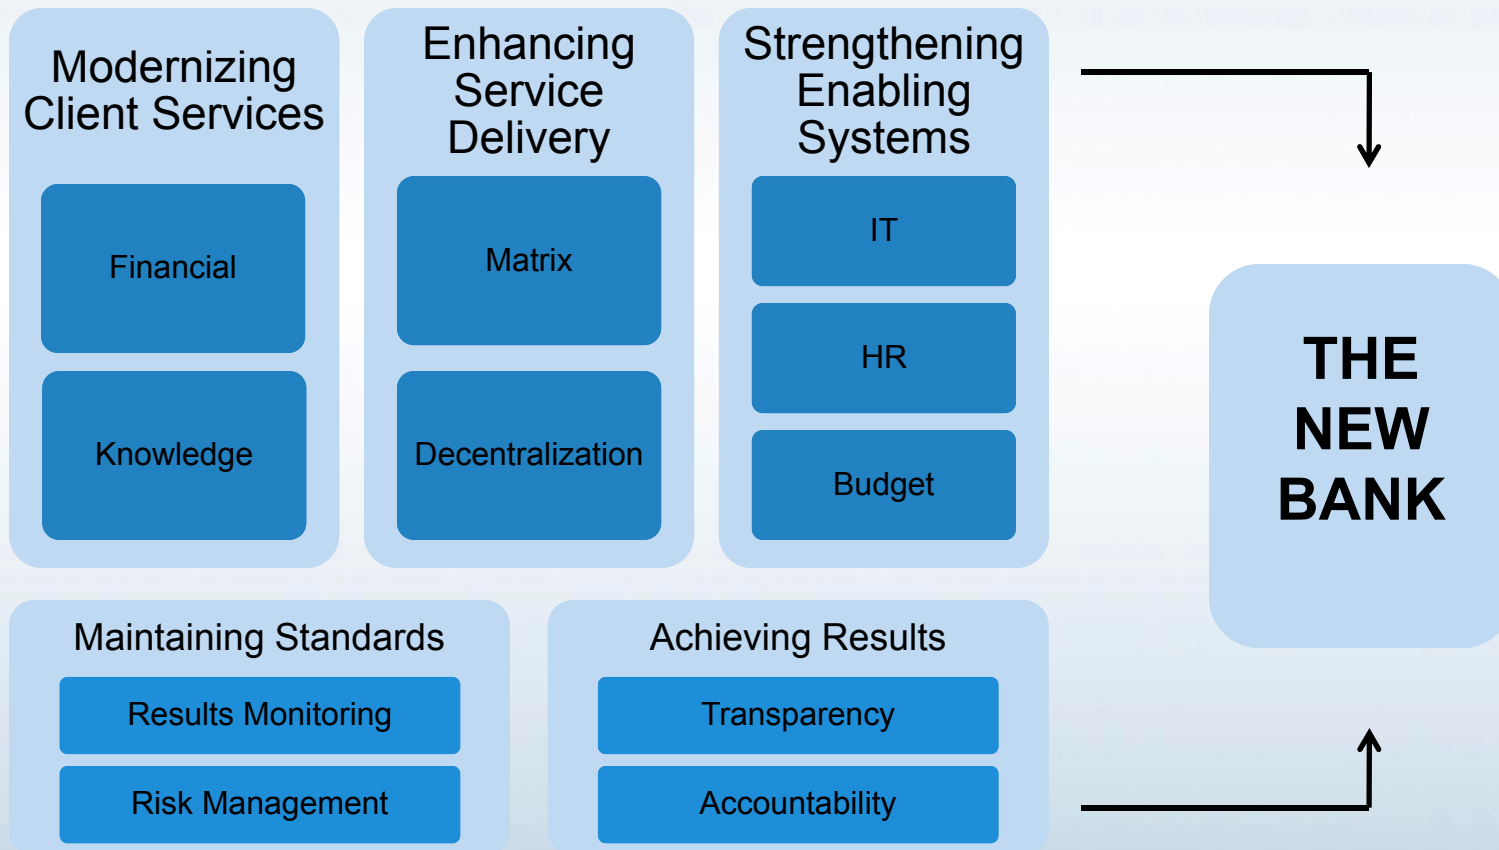 Modernizing
Client Services
Financial
Knowledge
Enhancing
Service
Delivery
Matrix
Decentralization
Strengthening
Enabling
Systems
IT
HR
Budget
THE
NEW
BANK
Maintaining Standards
Results Monitoring
Risk Management
Achieving Results
Transparency
Accountability